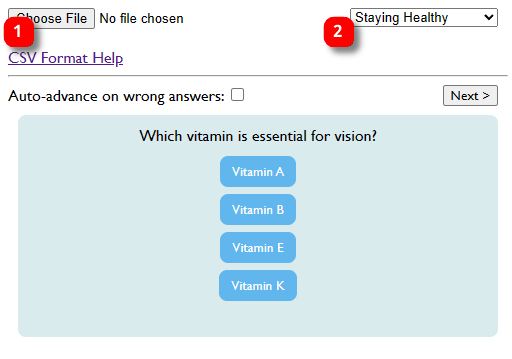 Choose File No file chosen Staying Healthy
1 2
CSV Format Help
Auto-advance on wrong answers: Next >
Which vitamin is essential for vision?
Vitamin A
Vitamin B
Vitamin E
Vitamin K